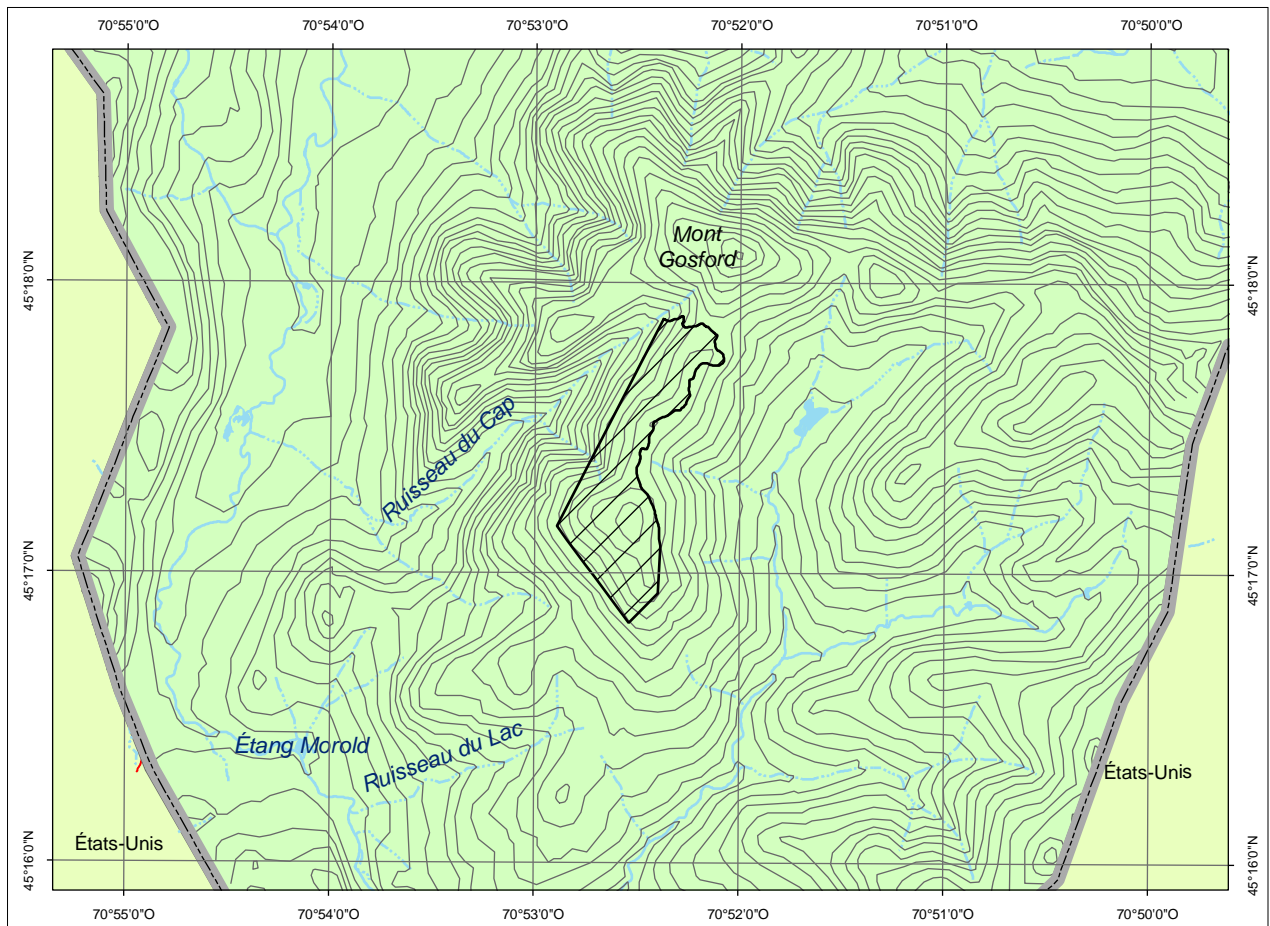 70°55'0"O 70°54'0"O 70°53'0"O 70°52'0"O 70°51'0"O 70°50'0"O
Mont
Gosford
45°18'0"N 45°18'0"N
Ruisseau du Cap
45°17'0"N 45°17'0"N
Étang Morold
Ruisseau du Lac
États-Unis
États-Unis
45°16'0"N 45°16'0"N
70°55'0"O 70°54'0"O 70°53'0"O 70°52'0"O 70°51'0"O 70°50'0"O